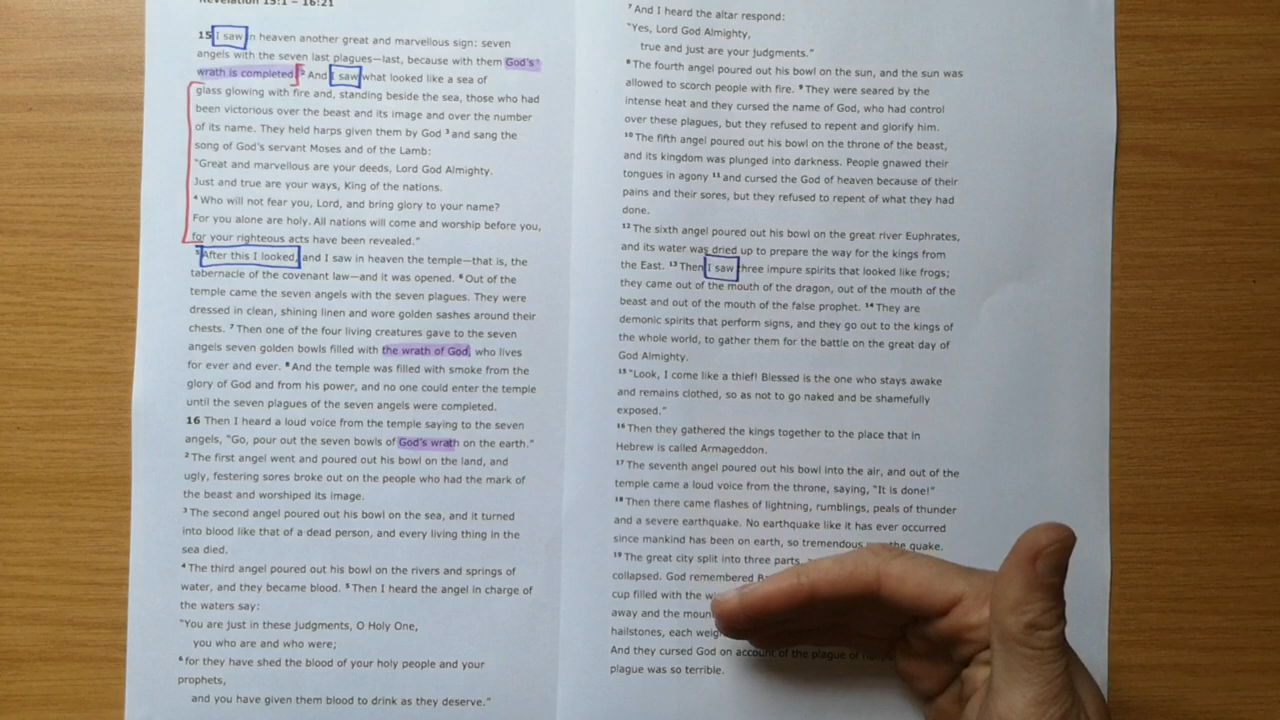 Revelation 15:1 – 16:21
15 I saw in heaven another great and marvellous sign: seven
angels with the seven last plagues—last, because with them God's
wrath is completed. 2 And I saw what looked like a sea of
glass glowing with fire and, standing beside the sea, those who had
been victorious over the beast and its image and over the number
of its name. They held harps given them by God 3 and sang the
song of God's servant Moses and of the Lamb:
"Great and marvellous are your deeds, Lord God Almighty.
Just and true are your ways, King of the nations.
4 Who will not fear you, Lord, and bring glory to your name?
For you alone are holy. All nations will come and worship before you,
for your righteous acts have been revealed."
5 After this I looked, and I saw in heaven the temple—that is, the
tabernacle of the covenant law—and it was opened. 6 Out of the
temple came the seven angels with the seven plagues. They were
dressed in clean, shining linen and wore golden sashes around their
chests. 7 Then one of the four living creatures gave to the seven
angels seven golden bowls filled with the wrath of God, who lives
for ever and ever. 8 And the temple was filled with smoke from the
glory of God and from his power, and no one could enter the temple
until the seven plagues of the seven angels were completed.
16 Then I heard a loud voice from the temple saying to the seven
angels, "Go, pour out the seven bowls of God's wrath on the earth."
2 The first angel went and poured out his bowl on the land, and
ugly, festering sores broke out on the people who had the mark of
the beast and worshiped its image.
3 The second angel poured out his bowl on the sea, and it turned
into blood like that of a dead person, and every living thing in the
sea died.
4 The third angel poured out his bowl on the rivers and springs of
water, and they became blood. 5 Then I heard the angel in charge of
the waters say:
"You are just in these judgments, O Holy One,
you who are and who were;
6 for they have shed the blood of your holy people and your
prophets,
and you have given them blood to drink as they deserve."
7 And I heard the altar respond:
"Yes, Lord God Almighty,
true and just are your judgments."
8 The fourth angel poured out his bowl on the sun, and the sun was
allowed to scorch people with fire. 9 They were seared by the
intense heat and they cursed the name of God, who had control
over these plagues, but they refused to repent and glorify him.
10 The fifth angel poured out his bowl on the throne of the beast,
and its kingdom was plunged into darkness. People gnawed their
tongues in agony 11 and cursed the God of heaven because of their
pains and their sores, but they refused to repent of what they had
done.
12 The sixth angel poured out his bowl on the great river Euphrates,
and its water was dried up to prepare the way for the kings from
the East. 13 Then I saw three impure spirits that looked like frogs;
they came out of the mouth of the dragon, out of the mouth of the
beast and out of the mouth of the false prophet. 14 They are
demonic spirits that perform signs, and they go out to the kings of
the whole world, to gather them for the battle on the great day of
God Almighty.
15 "Look, I come like a thief! Blessed is the one who stays awake
and remains clothed, so as not to go naked and be shamefully
exposed."
16 Then they gathered the kings together to the place that in
Hebrew is called Armageddon.
17 The seventh angel poured out his bowl into the air, and out of the
temple came a loud voice from the throne, saying, "It is done!"
18 Then there came flashes of lightning, rumblings, peals of thunder
and a severe earthquake. No earthquake like it has ever occurred
since mankind has been on earth, so tremendous the quake.
19 The great city split into three parts,
collapsed. God remembered
cup filled with the
away and the
hailstones, each
And they cursed God on account of the plague of
plague was so terrible.